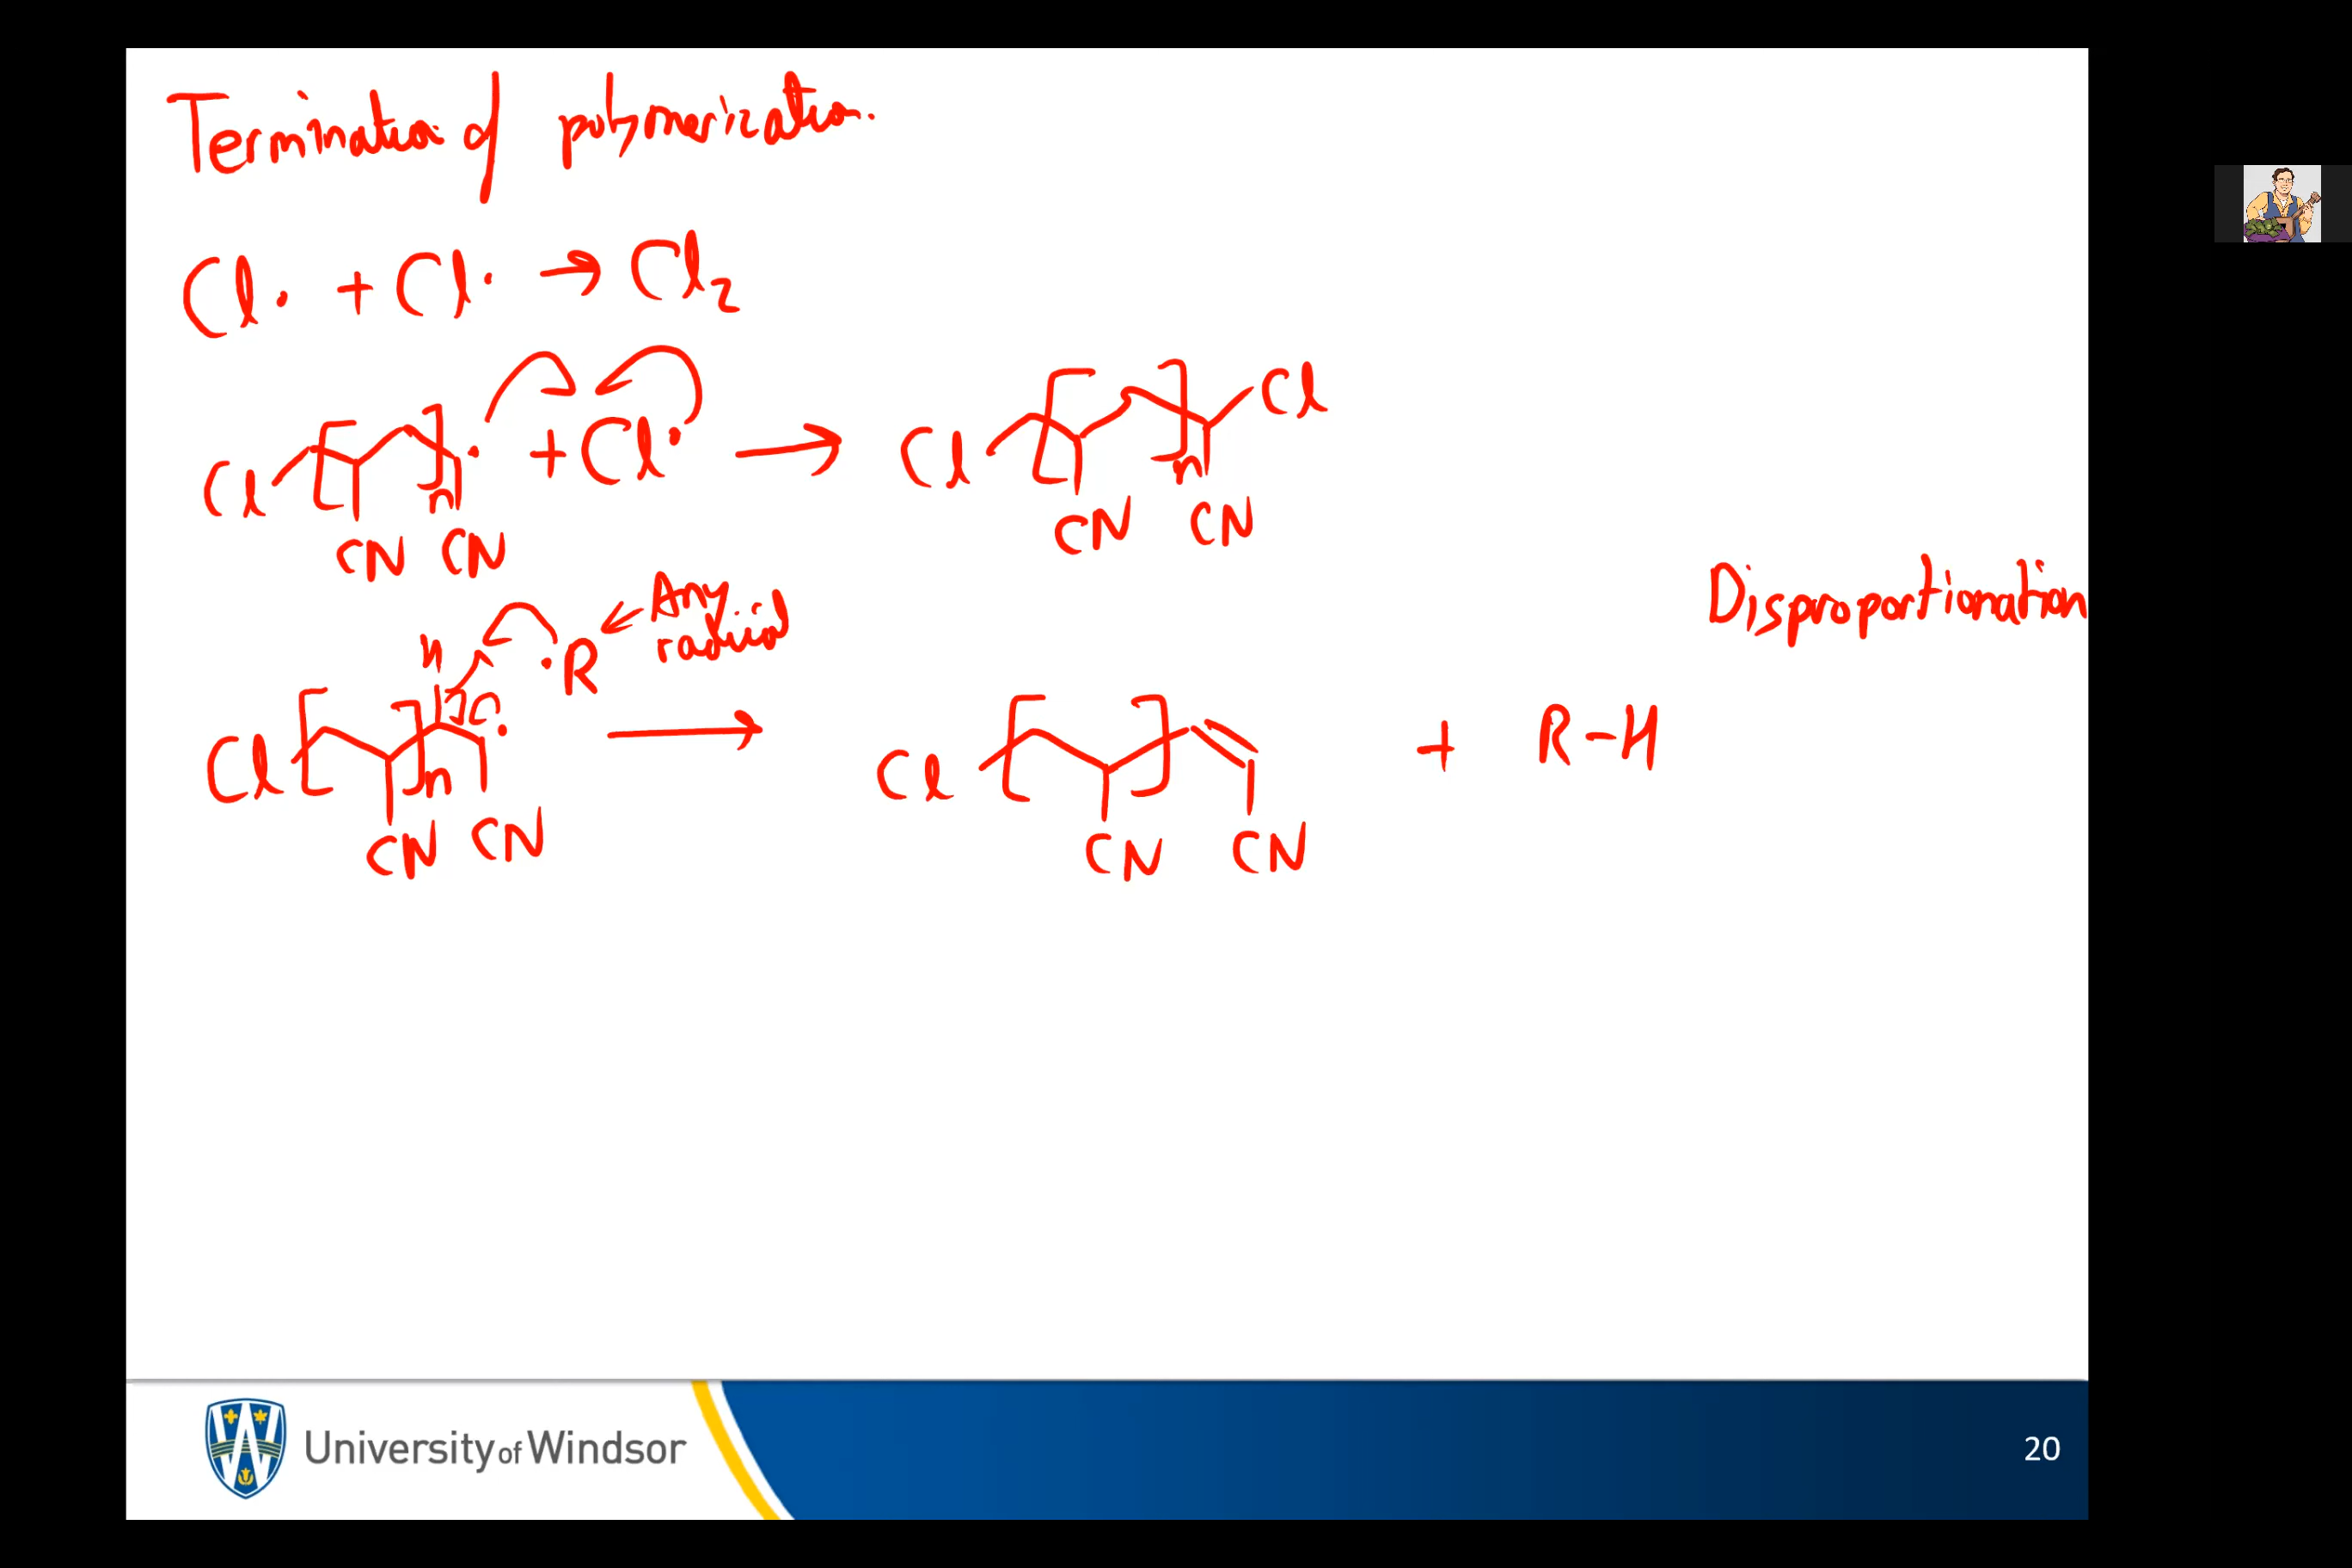 Termination of polymerization.
Cl· + Cl· → Cl2
Cl [ ]n · + Cl· → Cl [ ]n Cl
CN CN CN CN
Disproportionation
H ·R ← Any radical
Cl [ ]n · → Cl [ ] + R-H
CN CN CN CN
University of Windsor
20